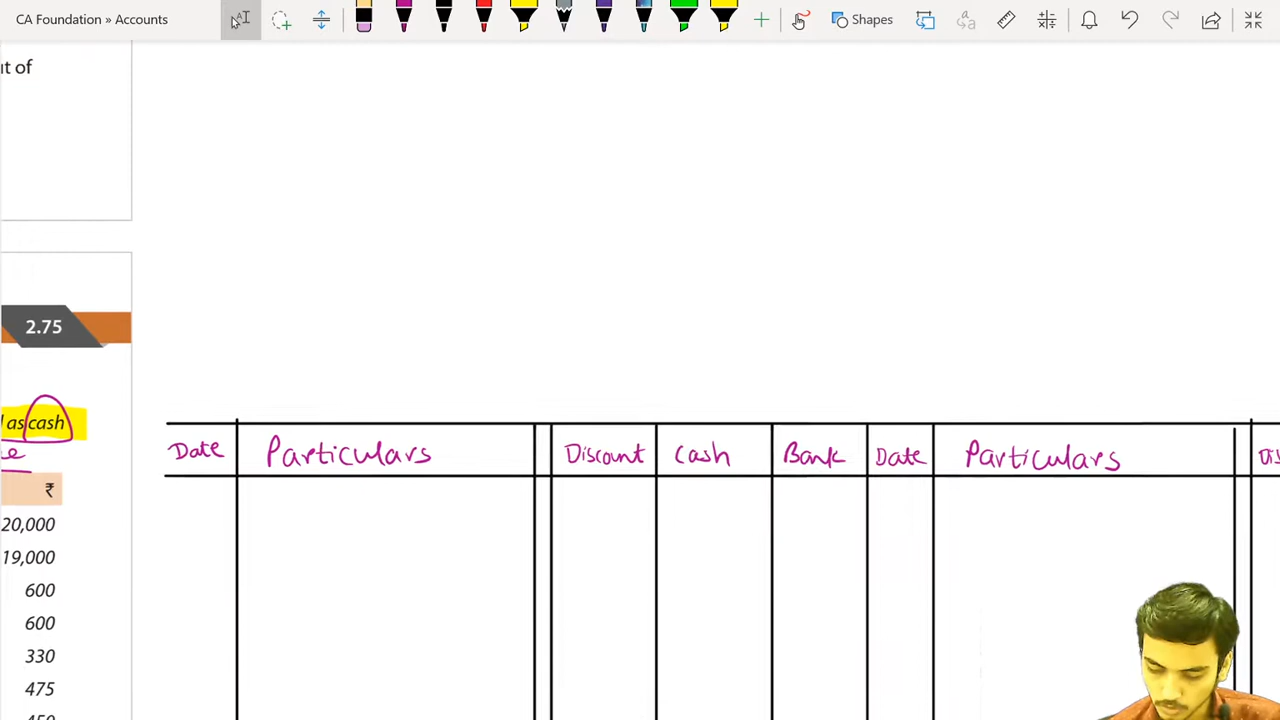 CA Foundation » Accounts
Shapes
ut of
2.75
as cash
₹
20,000
19,000
600
600
330
475
Date Particulars Discount Cash Bank Date Particulars